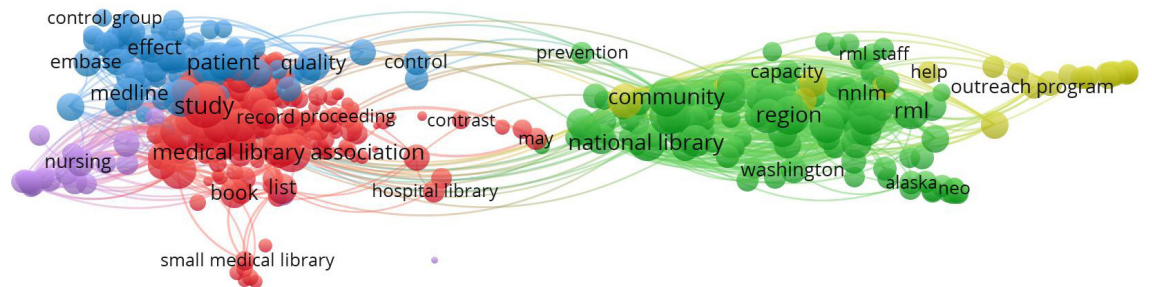 control group
effect
embase
patient
quality
control
medline
study
record
proceeding
contrast
may
nursing
medical library association
book
list
hospital library
small medical library
prevention
rml staff
capacity
help
community
nnlm
outreach program
region
rml
national library
washington
alaska
neo